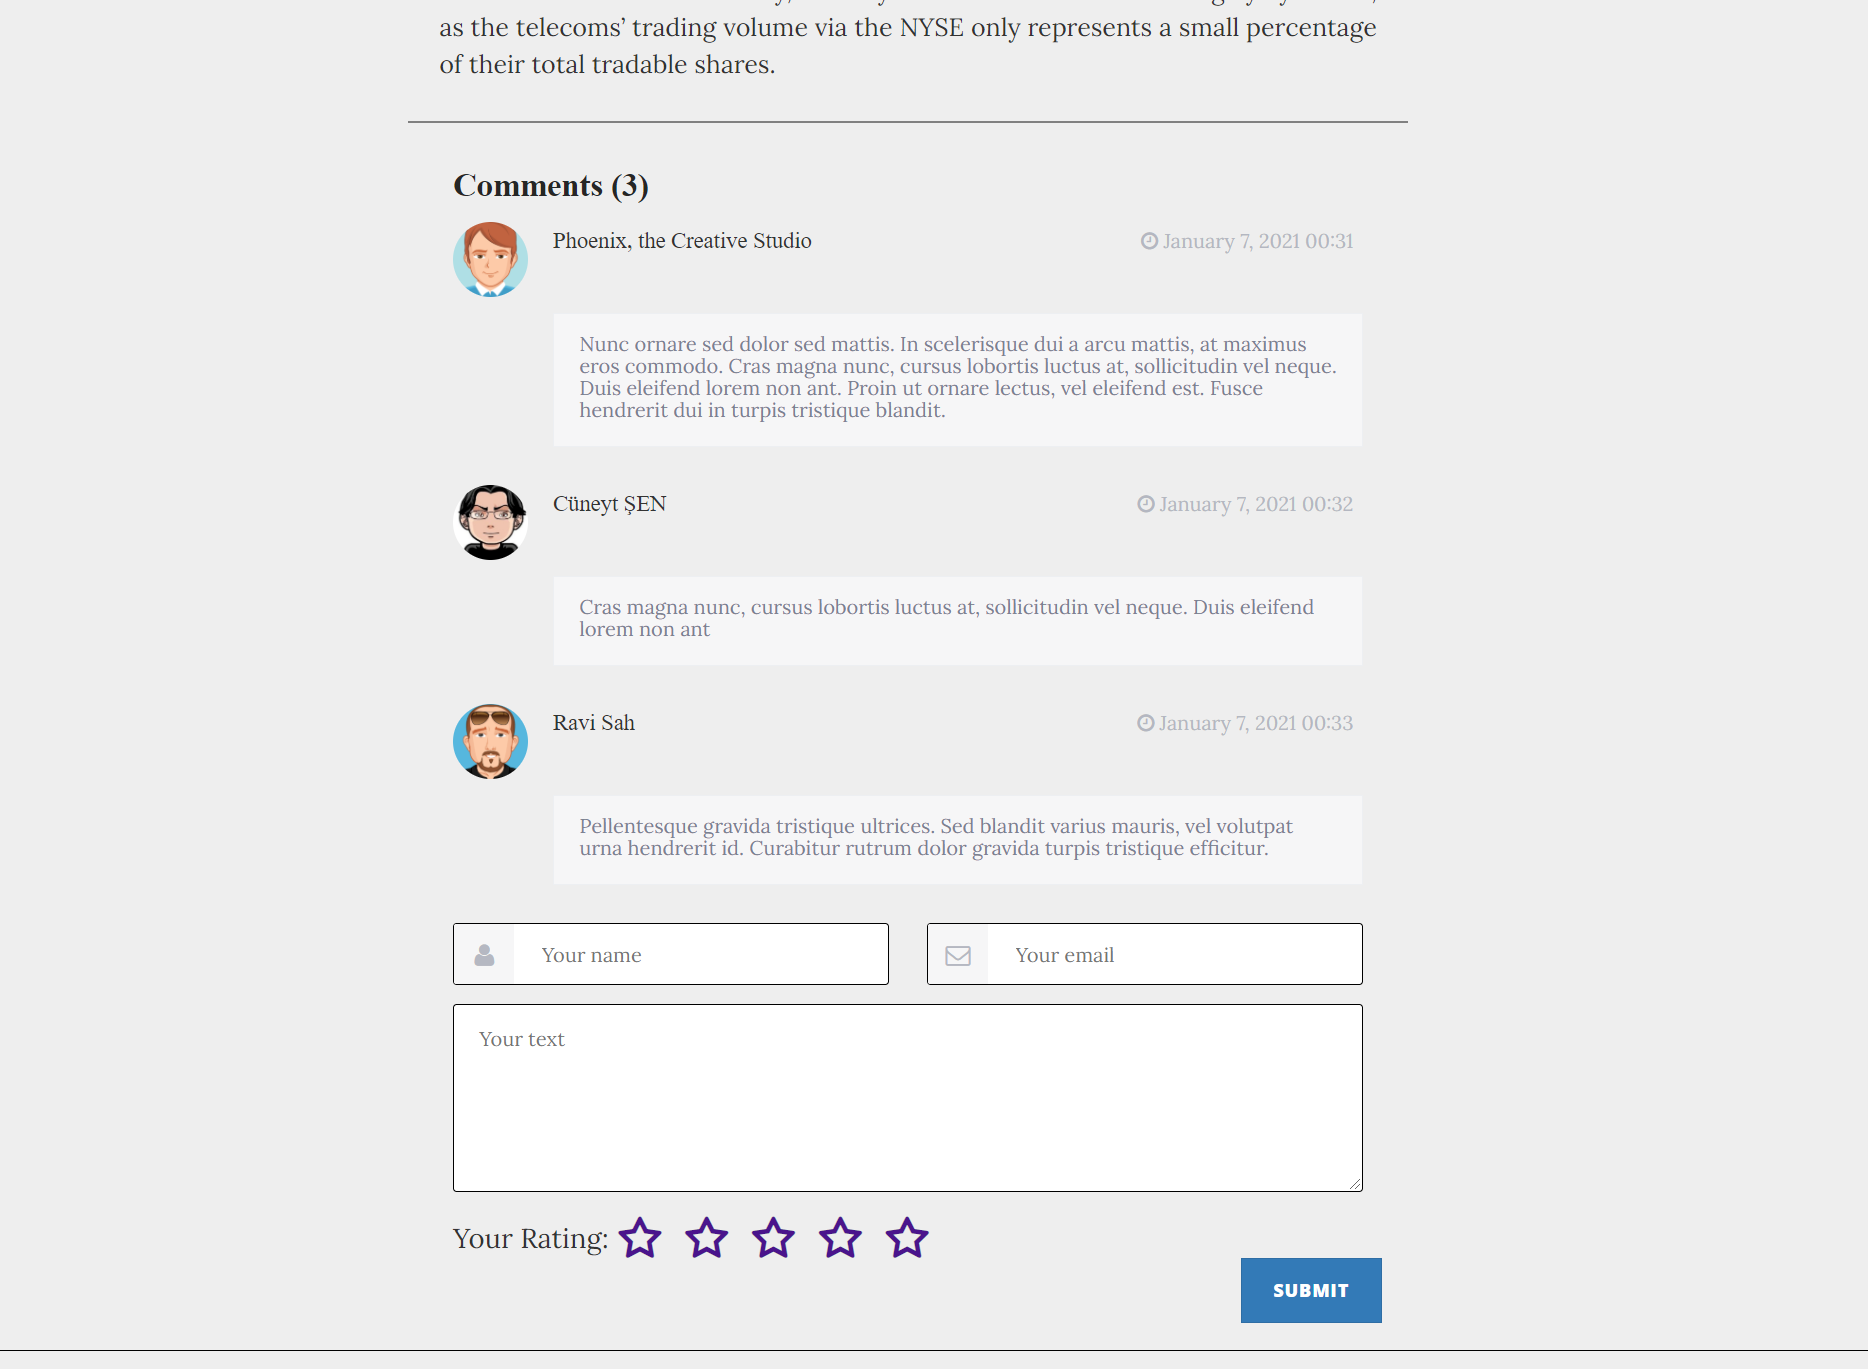 as the telecoms’ trading volume via the NYSE only represents a small percentage
of their total tradable shares.
Comments (3)
Phoenix, the Creative Studio
January 7, 2021 00:31
Nunc ornare sed dolor sed mattis. In scelerisque dui a arcu mattis, at maximus
eros commodo. Cras magna nunc, cursus lobortis luctus at, sollicitudin vel neque.
Duis eleifend lorem non ant. Proin ut ornare lectus, vel eleifend est. Fusce
hendrerit dui in turpis tristique blandit.
Cüneyt ŞEN
January 7, 2021 00:32
Cras magna nunc, cursus lobortis luctus at, sollicitudin vel neque. Duis eleifend
lorem non ant
Ravi Sah
January 7, 2021 00:33
Pellentesque gravida tristique ultrices. Sed blandit varius mauris, vel volutpat
urna hendrerit id. Curabitur rutrum dolor gravida turpis tristique efficitur.
Your name
Your email
Your text
Your Rating:
SUBMIT